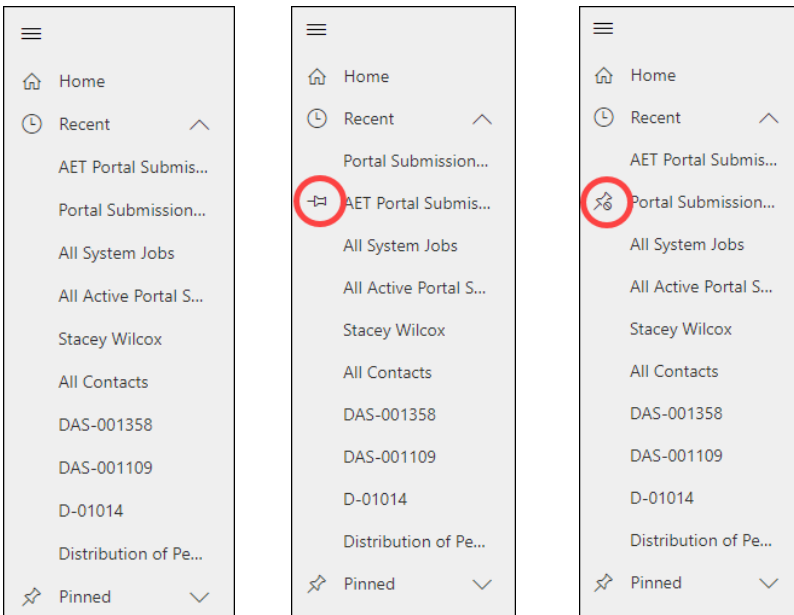 Home
Recent
AET Portal Submis...
Portal Submission...
All System Jobs
All Active Portal S...
Stacey Wilcox
All Contacts
DAS-001358
DAS-001109
D-01014
Distribution of Pe...
Pinned
Home
Recent
Portal Submission...
AET Portal Submis...
All System Jobs
All Active Portal S...
Stacey Wilcox
All Contacts
DAS-001358
DAS-001109
D-01014
Distribution of Pe...
Pinned
Home
Recent
AET Portal Submis...
Portal Submission...
All System Jobs
All Active Portal S...
Stacey Wilcox
All Contacts
DAS-001358
DAS-001109
D-01014
Distribution of Pe...
Pinned